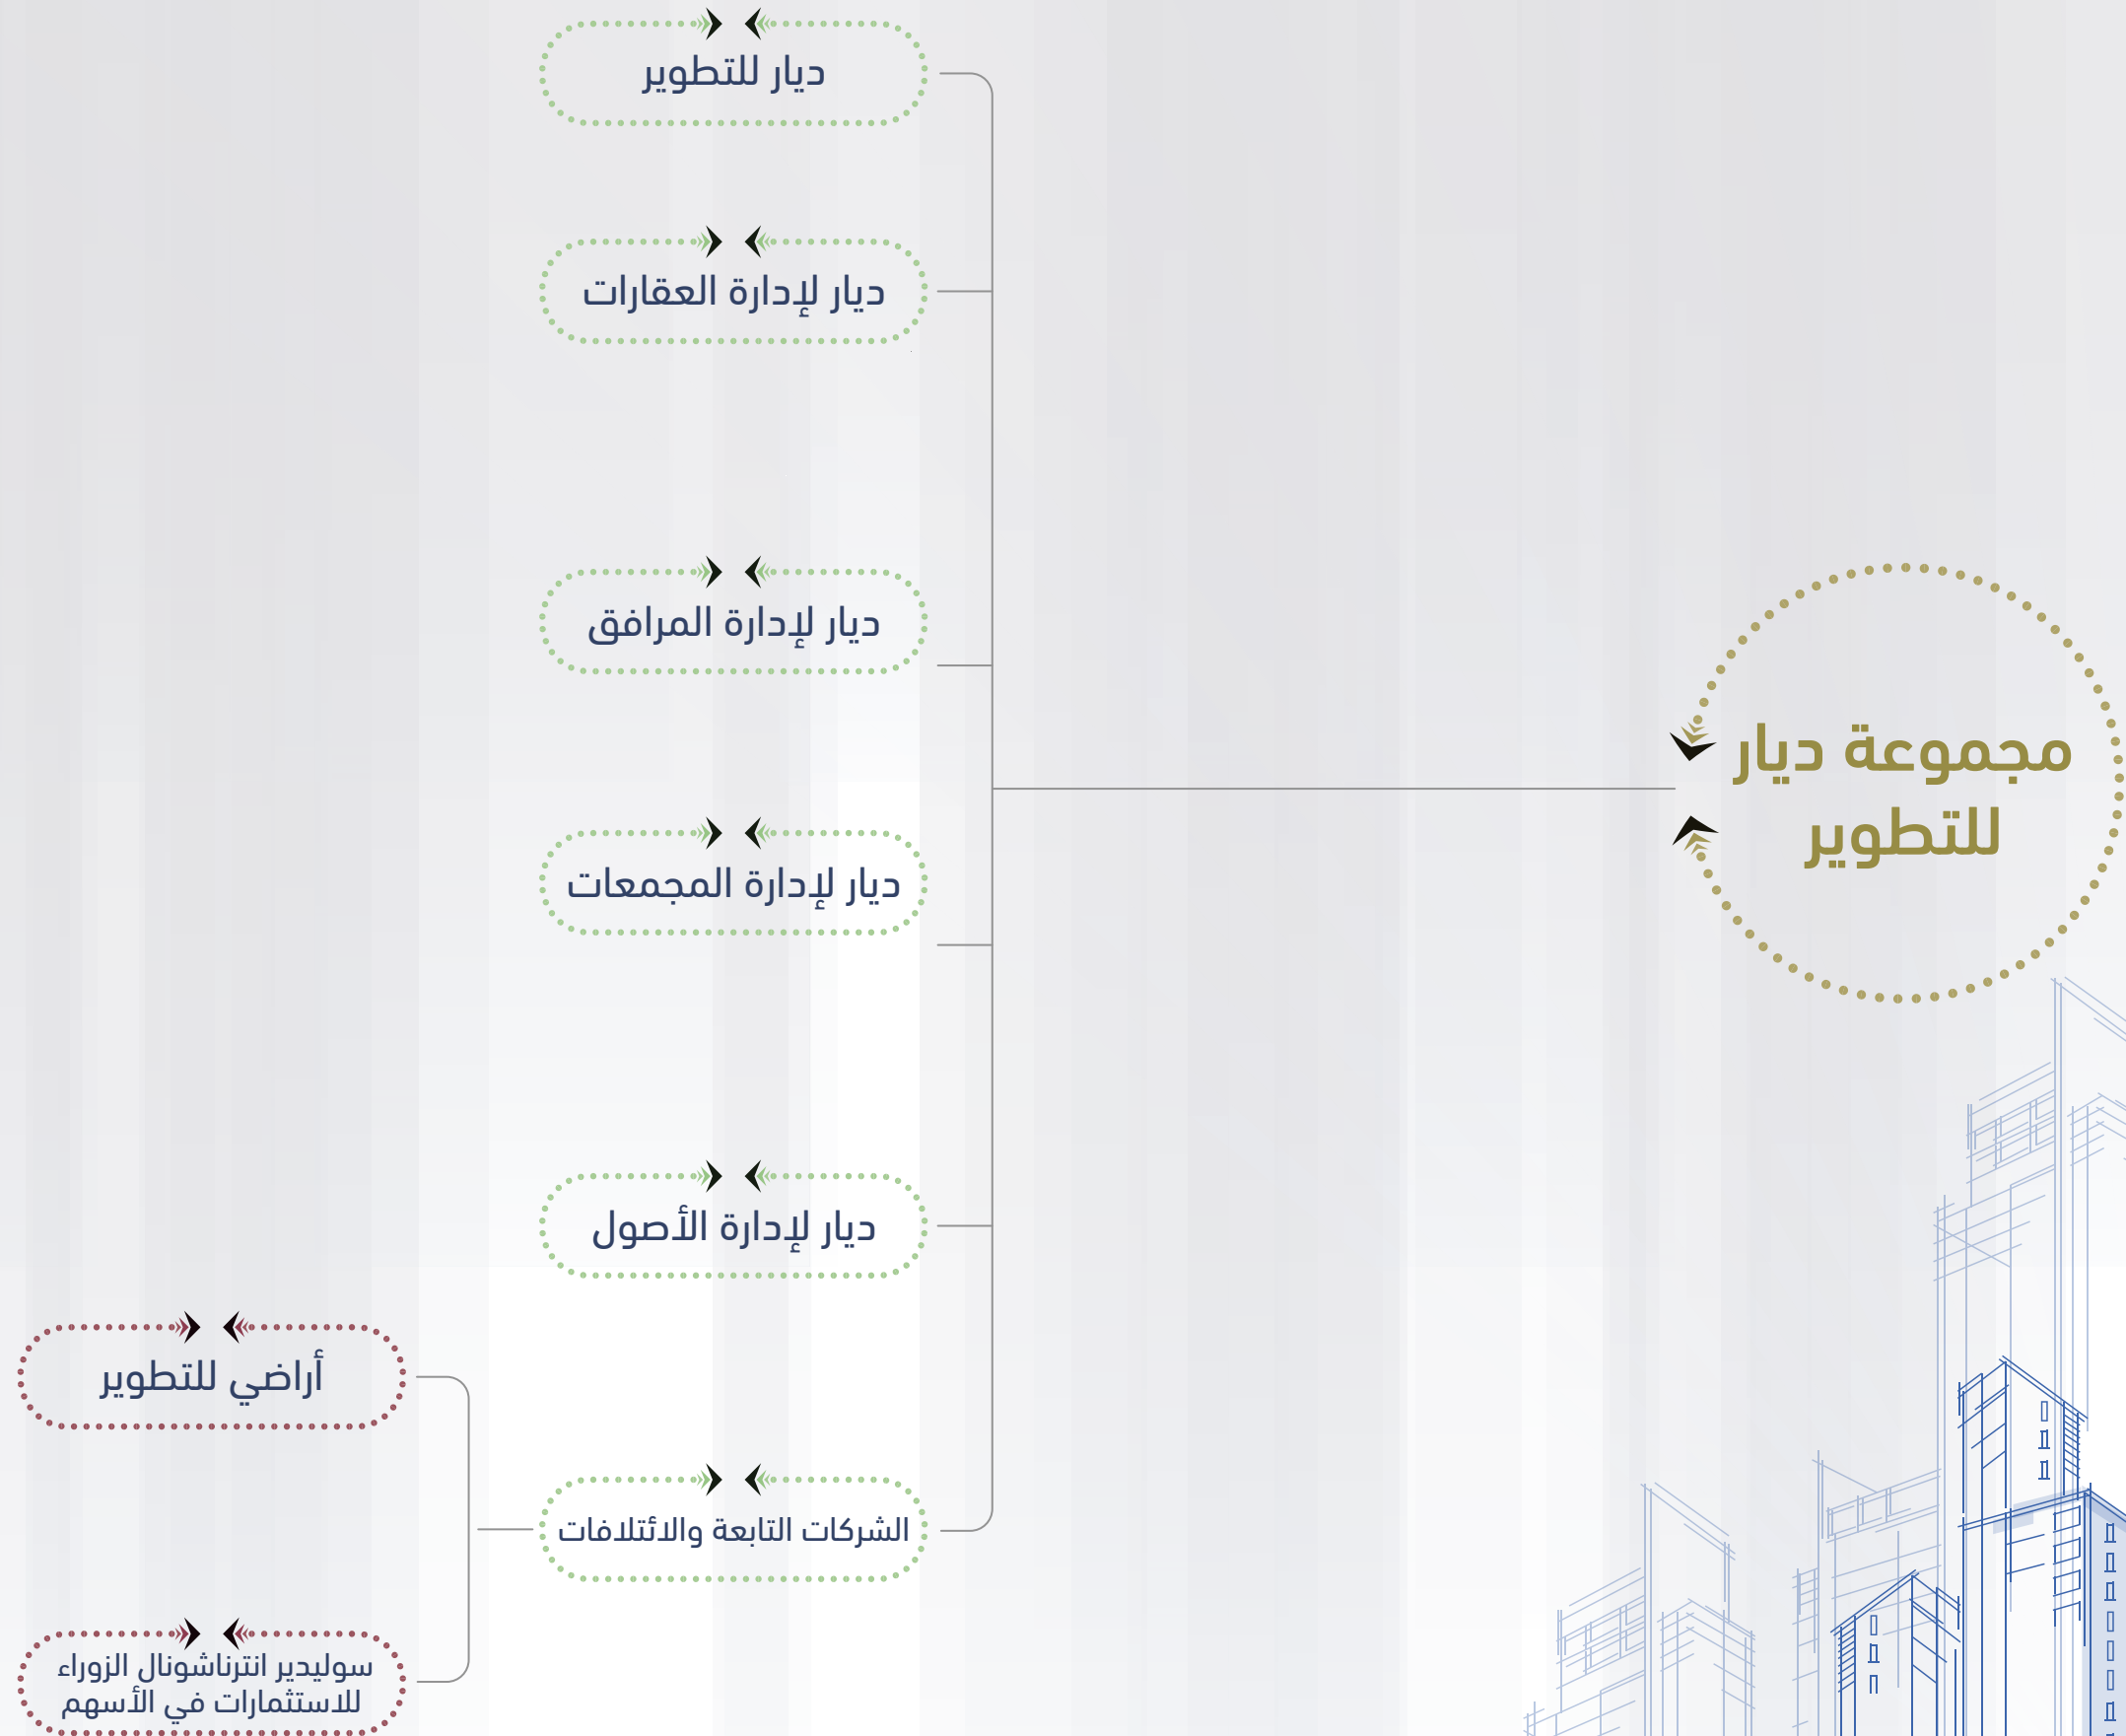 مجموعة ديار
للتطوير
ديار للتطوير
ديار لإدارة العقارات
ديار لإدارة المرافق
ديار لإدارة المجمعات
ديار لإدارة الأصول
الشركات التابعة والائتلافات
أراضي للتطوير
سوليدير انترناشونال الزوراء
للاستثمارات في الأسهم